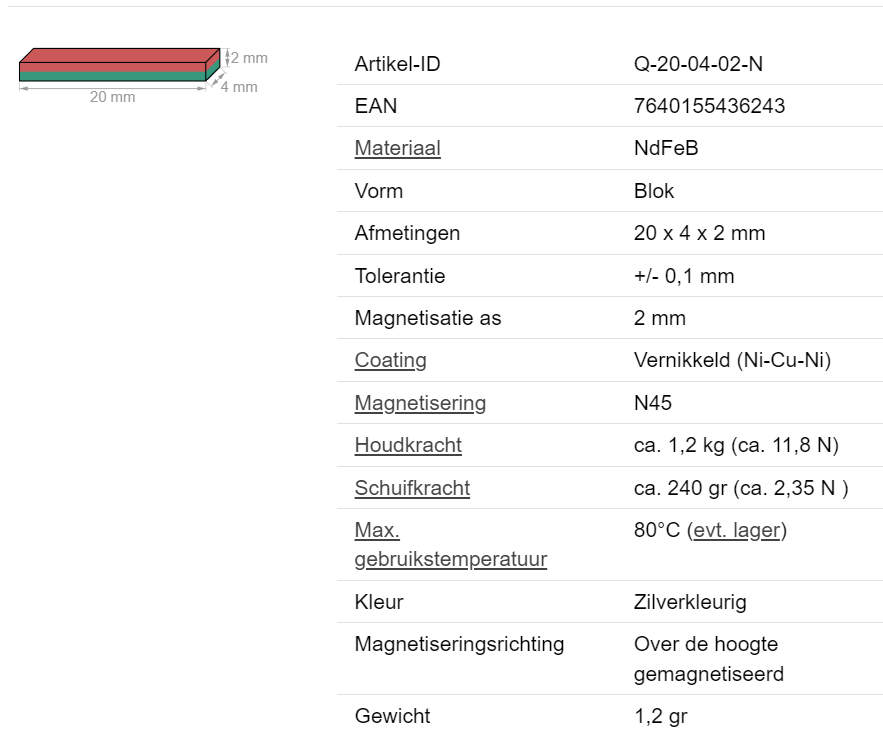 2 mm
4 mm
20 mm
Artikel-ID Q-20-04-02-N
EAN 7640155436243
Materiaal NdFeB
Vorm Blok
Afmetingen 20 x 4 x 2 mm
Tolerantie +/- 0,1 mm
Magnetisatie as 2 mm
Coating Vernikkeld (Ni-Cu-Ni)
Magnetisering N45
Houdkracht ca. 1,2 kg (ca. 11,8 N)
Schuifkracht ca. 240 gr (ca. 2,35 N )
Max. 80°C (evt. lager)
gebruikstemperatuur
Kleur Zilverkleurig
Magnetiseringsrichting Over de hoogte
gemagnetiseerd
Gewicht 1,2 gr